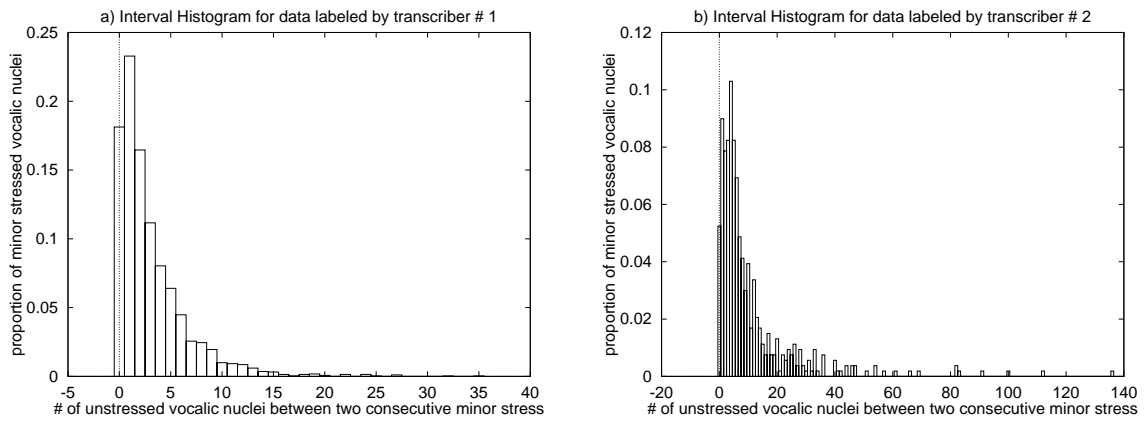 a) Interval Histogram for data labeled by transcriber # 1
0.25
0.2
0.15
0.1
0.05
0
-5 0 5 10 15 20 25 30 35 40
proportion of minor stressed vocalic nuclei
# of unstressed vocalic nuclei between two consecutive minor stress
b) Interval Histogram for data labeled by transcriber # 2
0.12
0.1
0.08
0.06
0.04
0.02
0
-20 0 20 40 60 80 100 120 140
proportion of minor stressed vocalic nuclei
# of unstressed vocalic nuclei between two consecutive minor stress